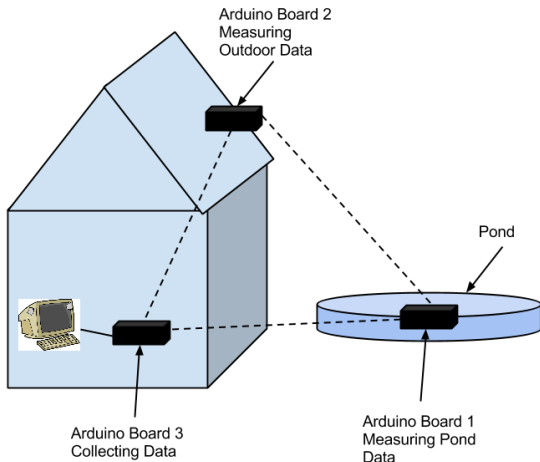 Arduino Board 2
Measuring
Outdoor Data
Pond
Arduino Board 3
Collecting Data
Arduino Board 1
Measuring Pond
Data